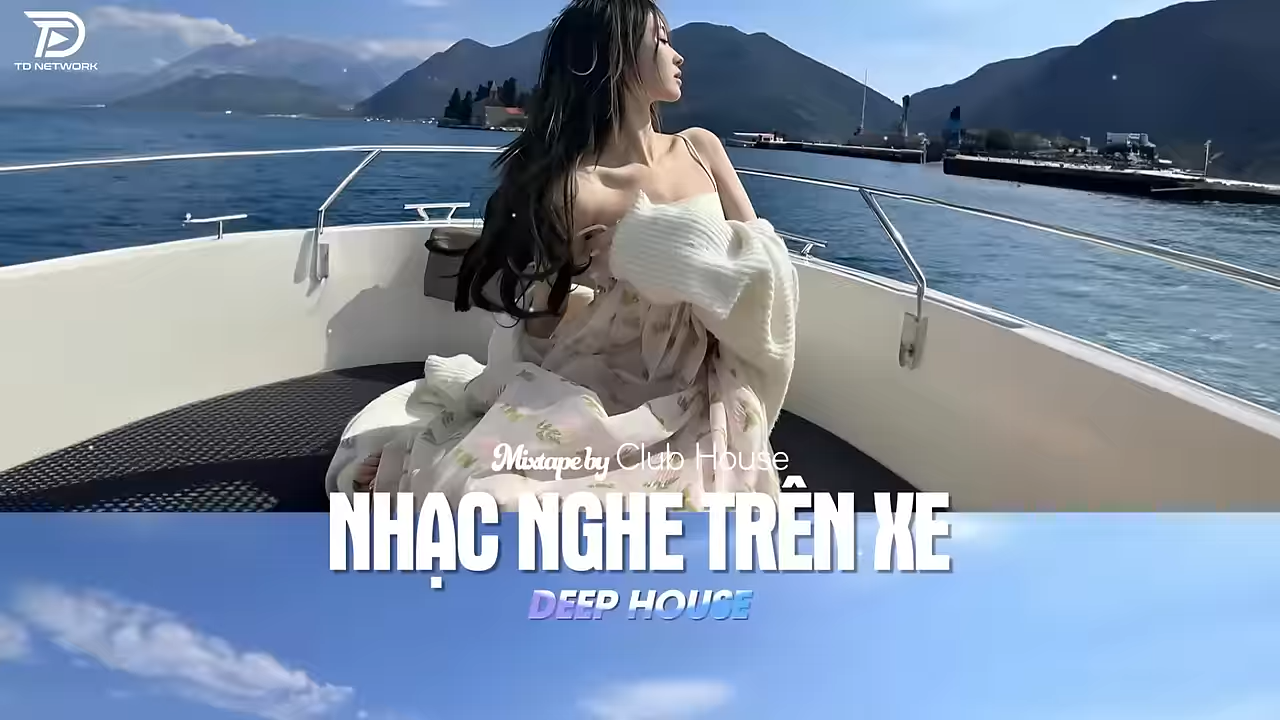 TD NETWORK
Mixtape by Club House
NHẠC NGHE TRÊN XE
DEEP HOUSE